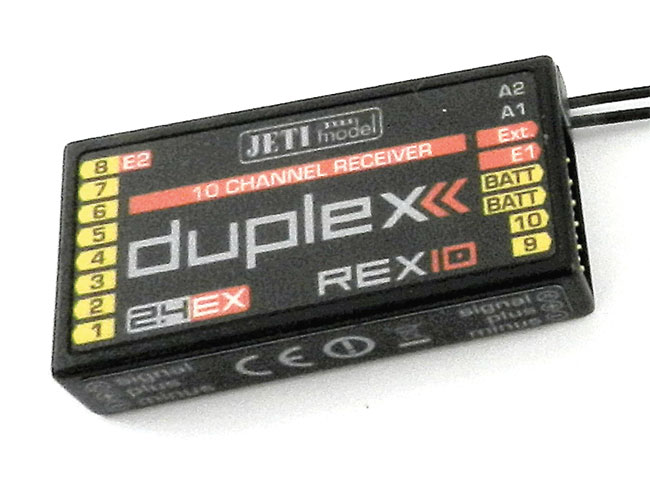 JETI model
10 CHANNEL RECEIVER
duplex
2.4EX
REX10
8 E2
7
6
5
4
3
2
1
A2
A1
Ext
E1
BATT
BATT
10
9
signal
plus
minus
CE
signal
plus
minus